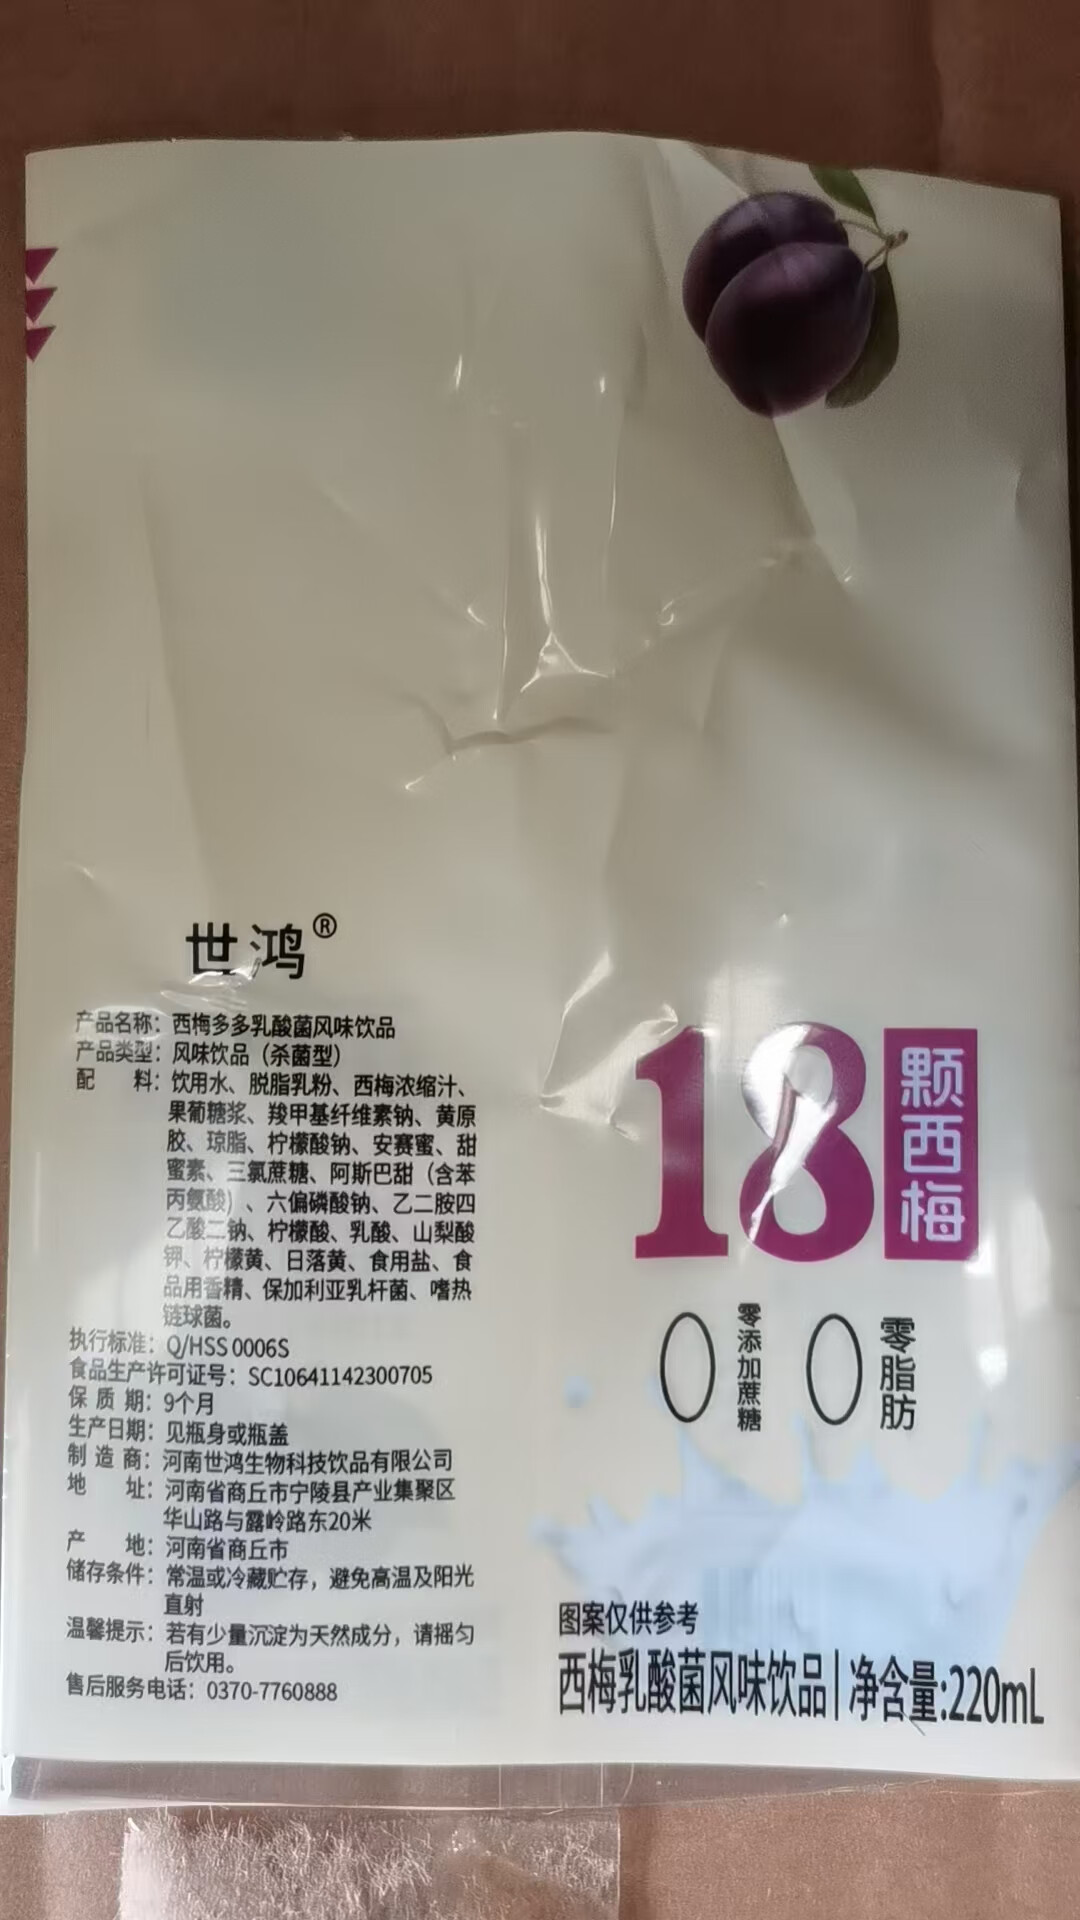 世鸿®
产品名称：西梅多多乳酸菌风味饮品
产品类型：风味饮品（杀菌型）
配 料：饮用水、脱脂乳粉、西梅浓缩汁、
果葡糖浆、羧甲基纤维素钠、黄原
胶、琼脂、柠檬酸钠、安赛蜜、甜
蜜素、三氯蔗糖、阿斯巴甜（含苯
丙氨酸）、六偏磷酸钠、乙二胺四
乙酸二钠、柠檬酸、乳酸、山梨酸
钾、柠檬黄、日落黄、食用盐、食
品用香精、保加利亚乳杆菌、嗜热
链球菌。
执行标准：Q/HSS 0006S
食品生产许可证号：SC10641142300705
保 质 期：9个月
生产日期：见瓶身或瓶盖
制 造 商：河南世鸿生物科技饮品有限公司
地 址：河南省商丘市宁陵县产业集聚区
华山路与露岭路东20米
产 地：河南省商丘市
储存条件：常温或冷藏贮存，避免高温及阳光
直射
温馨提示：若有少量沉淀为天然成分，请摇匀
后饮用。
售后服务电话：0370-7760888
18
颗西梅
0 零添加蔗糖
0 零脂肪
图案仅供参考
西梅乳酸菌风味饮品|净含量:220mL